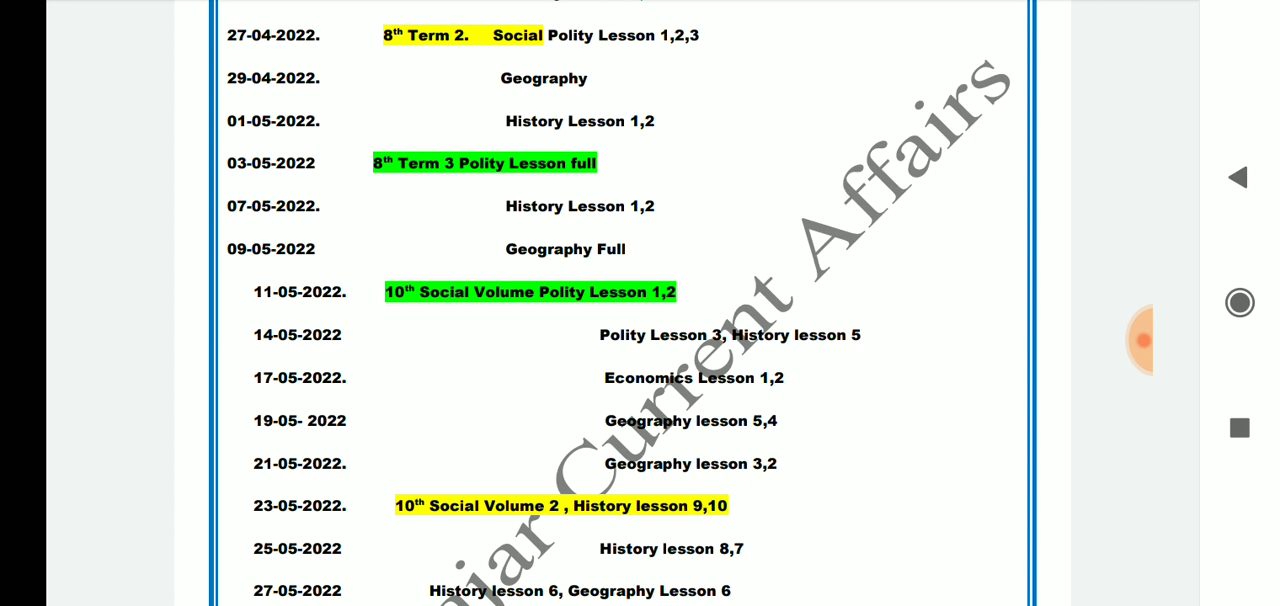 27-04-2022. 8th Term 2. Social Polity Lesson 1,2,3
29-04-2022. Geography
01-05-2022. History Lesson 1,2
03-05-2022 8th Term 3 Polity Lesson full
07-05-2022. History Lesson 1,2
09-05-2022 Geography Full
11-05-2022. 10th Social Volume Polity Lesson 1,2
14-05-2022 Polity Lesson 3, History lesson 5
17-05-2022. Economics Lesson 1,2
19-05- 2022 Geography lesson 5,4
21-05-2022. Geography lesson 3,2
23-05-2022. 10th Social Volume 2 , History lesson 9,10
25-05-2022 History lesson 8,7
27-05-2022 History lesson 6, Geography Lesson 6
Current Affairs